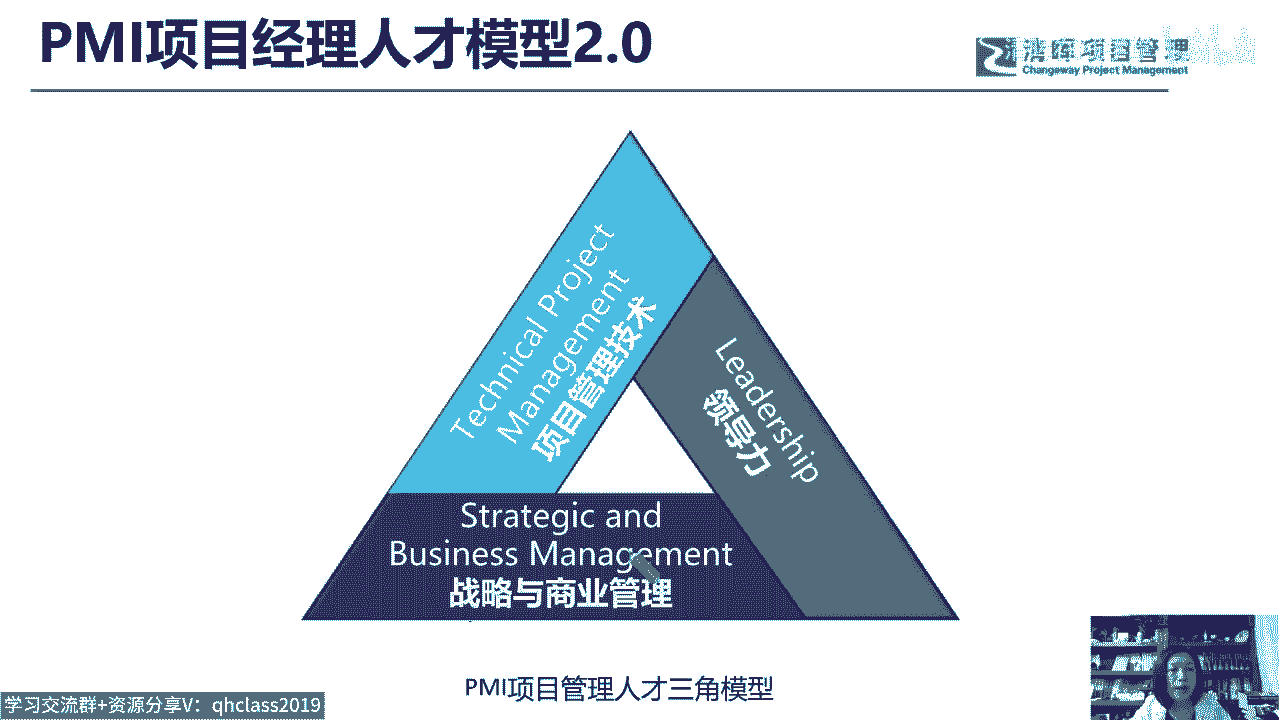 PMI项目经理人才模型2.0
清晖项目管理
Changeway Project Management
Technical Project
Management
项目管理技术
Leadership
领导力
Strategic and
Business Management
战略与商业管理
PMI项目管理人才三角模型
学习交流群+资源分享V：qhclass2019